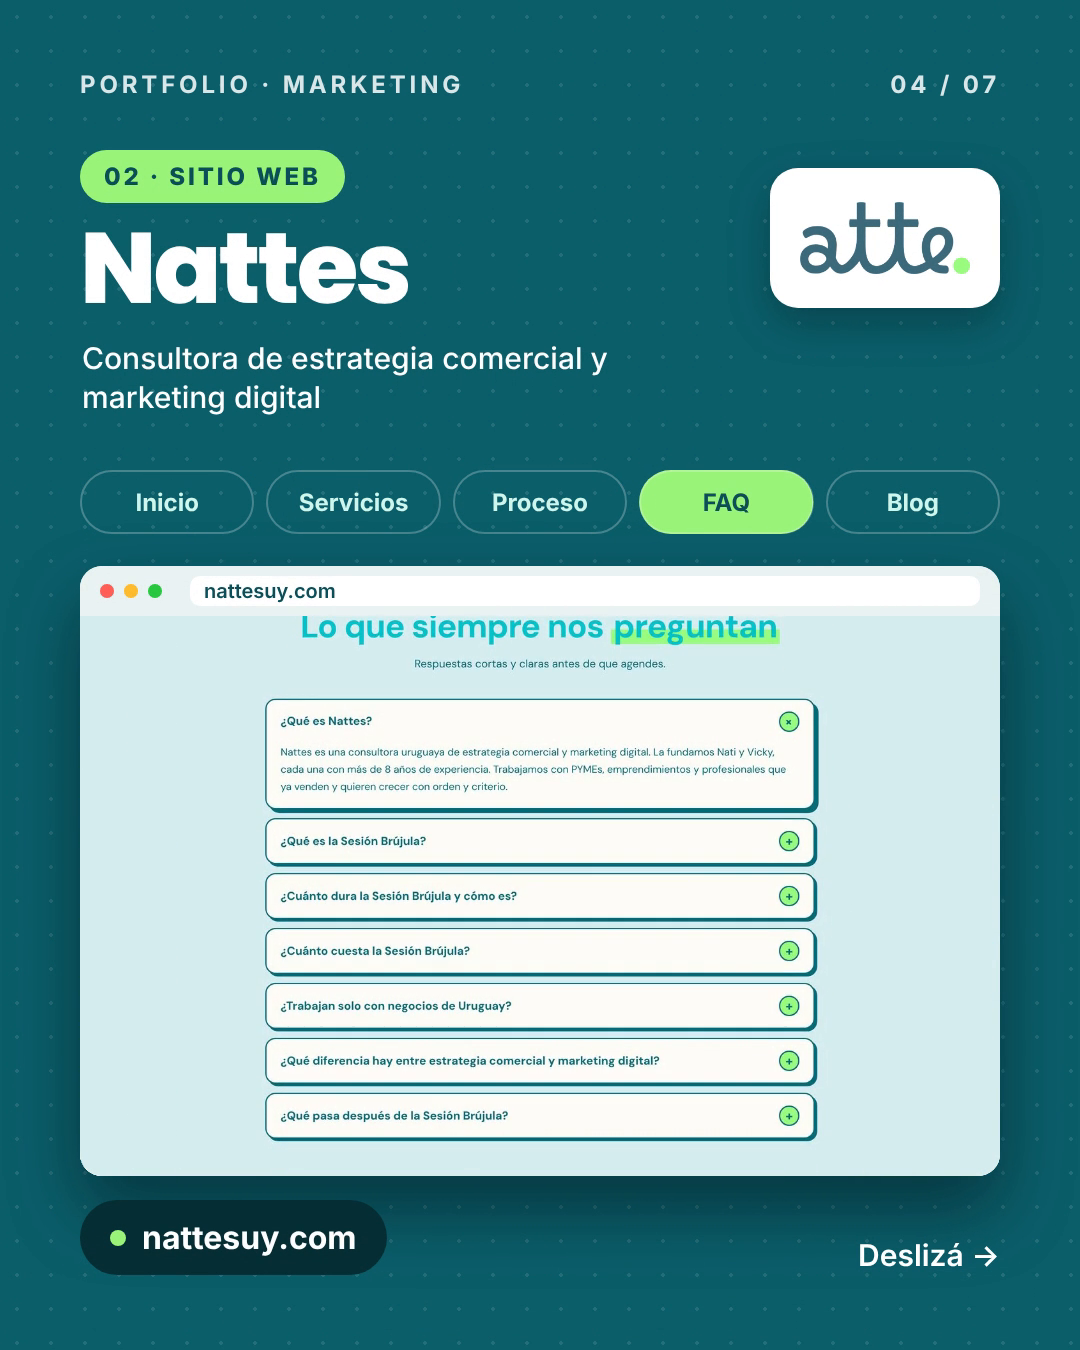 PORTFOLIO · MARKETING
04 / 07
02 · SITIO WEB
Nattes
atte.
Consultora de estrategia comercial y
marketing digital
Inicio
Servicios
Proceso
FAQ
Blog
nattesuy.com
Lo que siempre nos preguntan
Respuestas cortas y claras antes de que agendes.
¿Qué es Nattes?
Nattes es una consultora uruguaya de estrategia comercial y marketing digital. La fundamos Nati y Vicky,
cada una con más de 8 años de experiencia. Trabajamos con PYMEs, emprendimientos y profesionales que
ya venden y quieren crecer con orden y criterio.
¿Qué es la Sesión Brújula?
¿Cuánto dura la Sesión Brújula y cómo es?
¿Cuánto cuesta la Sesión Brújula?
¿Trabajan solo con negocios de Uruguay?
¿Qué diferencia hay entre estrategia comercial y marketing digital?
¿Qué pasa después de la Sesión Brújula?
nattesuy.com
Deslizá →